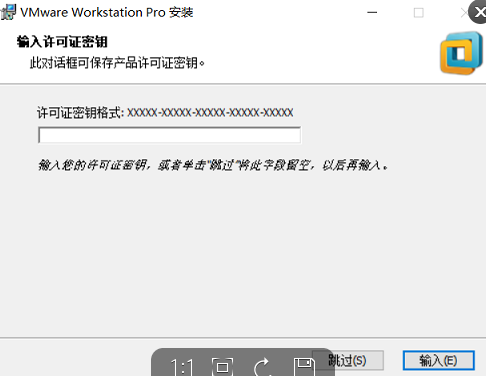 VMware Workstation Pro 安装
输入许可证密钥
此对话框可保存产品许可证密钥。
许可证密钥格式: XXXXX-XXXXX-XXXXX-XXXXX-XXXXX
输入您的许可证密钥，或者单击"跳过"将此字段留空，以后再输入。
1:1
跳过(S)
输入(E)